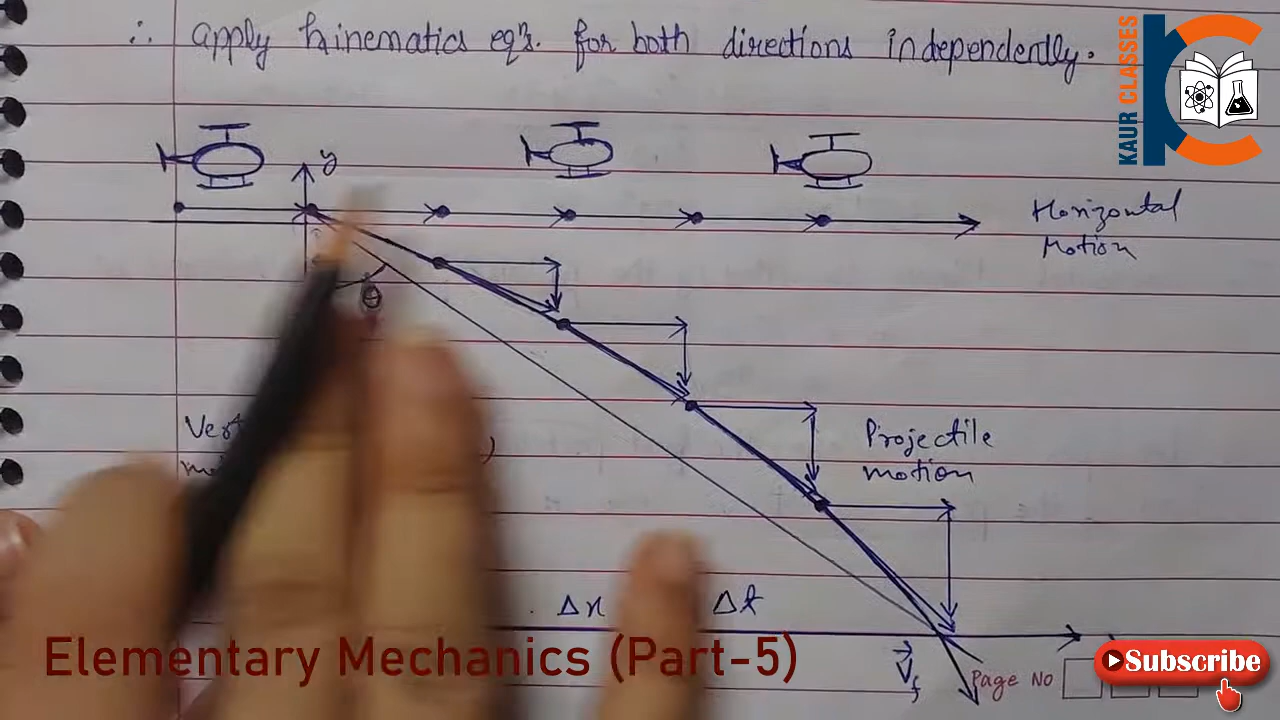 ∴ apply kinematics eqⁿs. for both directions independently.
KAUR CLASSES
y
Horizontal
Motion
θ
Projectile
motion
Δx
Δt
Elementary Mechanics (Part-5)
V⃗f
Page No
Subscribe